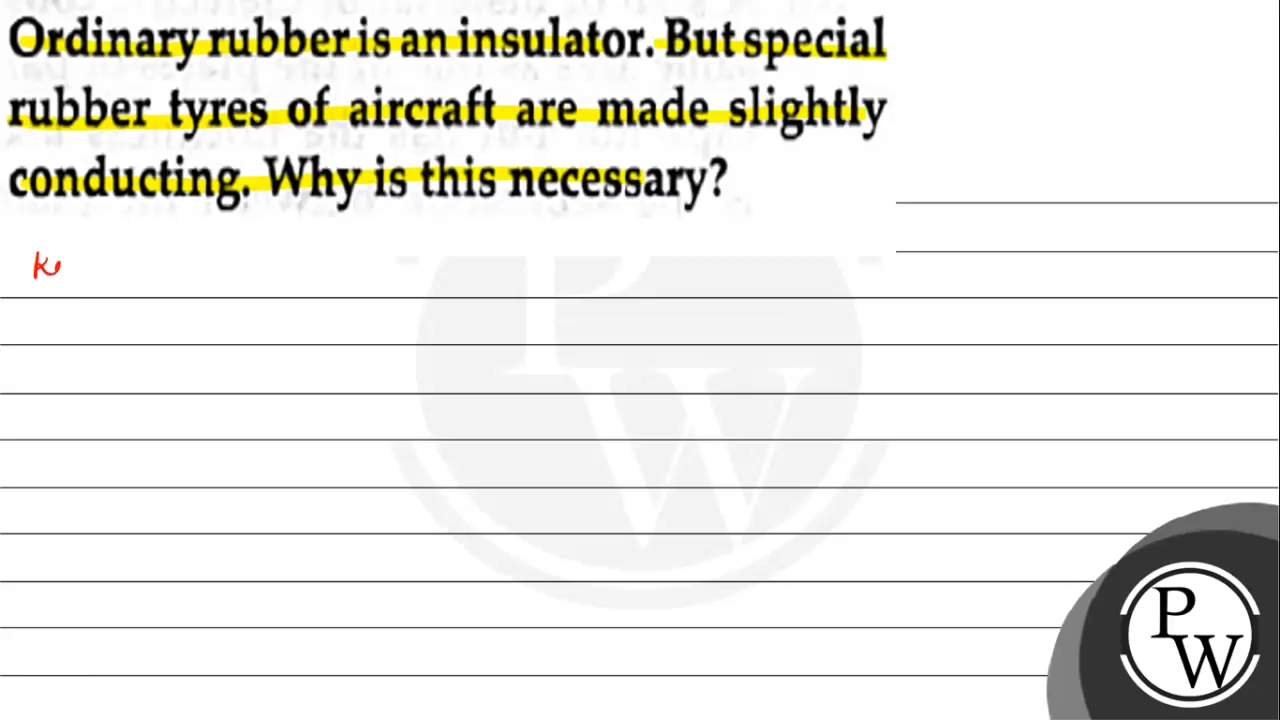 Ordinary rubber is an insulator. But special
rubber tyres of aircraft are made slightly
conducting. Why is this necessary?
P
W
P
W